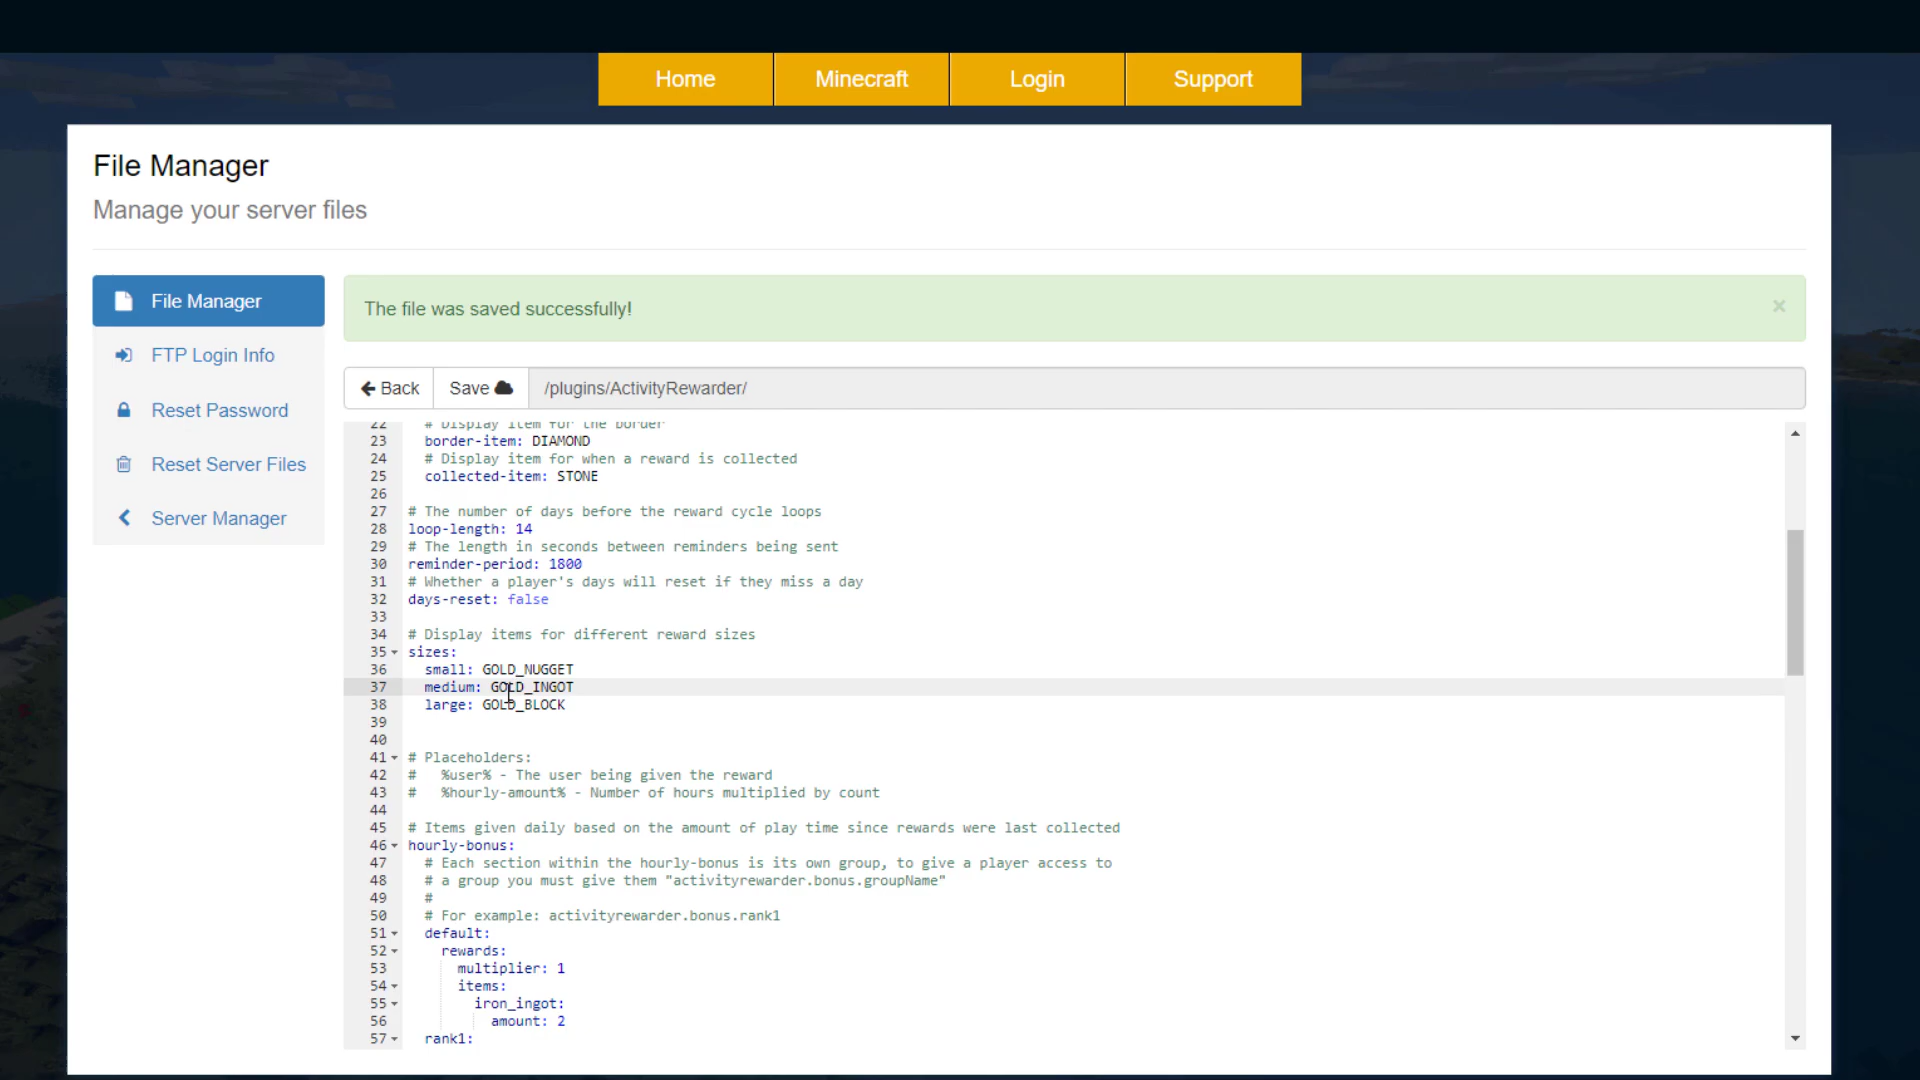 Home
Minecraft
Login
Support
File Manager
Manage your server files
File Manager
FTP Login Info
Reset Password
Reset Server Files
Server Manager
The file was saved successfully!
×
Back
Save
/plugins/ActivityRewarder/
22 # Display item for the border
23 border-item: DIAMOND
24 # Display item for when a reward is collected
25 collected-item: STONE
26
27 # The number of days before the reward cycle loops
28 loop-length: 14
29 # The length in seconds between reminders being sent
30 reminder-period: 1800
31 # Whether a player's days will reset if they miss a day
32 days-reset: false
33
34 # Display items for different reward sizes
35 sizes:
36 small: GOLD_NUGGET
37 medium: GOLD_INGOT
38 large: GOLD_BLOCK
39
40
41 # Placeholders:
42 # %user% - The user being given the reward
43 # %hourly-amount% - Number of hours multiplied by count
44
45 # Items given daily based on the amount of play time since rewards were last collected
46 hourly-bonus:
47 # Each section within the hourly-bonus is its own group, to give a player access to
48 # a group you must give them "activityrewarder.bonus.groupName"
49 #
50 # For example: activityrewarder.bonus.rank1
51 default:
52 rewards:
53 multiplier: 1
54 items:
55 iron_ingot:
56 amount: 2
57 rank1: